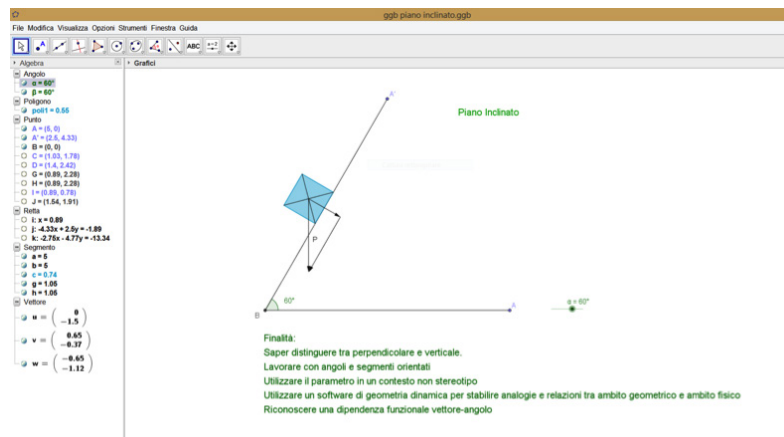 ggb piano inclinato.ggb
File Modifica Visualizza Opzioni Strumenti Finestra Guida
ABC
a=2
Algebra
Grafici
Angolo
α = 60°
β = 60°
Poligono
poli1 = 0.55
Punto
A = (5, 0)
A' = (2.5, 4.33)
B = (0, 0)
C = (1.03, 1.78)
D = (1.4, 2.42)
G = (0.89, 2.28)
H = (0.89, 2.28)
I = (0.89, 0.78)
J = (1.54, 1.91)
Retta
i: x = 0.89
j: -4.33x + 2.5y = -1.89
k: -2.75x - 4.77y = -13.34
Segmento
a = 5
b = 5
c = 0.74
g = 1.05
h = 1.05
Vettore
u = ( 0 -1.5 )
v = ( 0.65 -0.37 )
w = ( -0.65 -1.12 )
A'
Piano Inclinato
P
60°
B
A
α = 60°
Finalità:
Saper distinguere tra perpendicolare e verticale.
Lavorare con angoli e segmenti orientati
Utilizzare il parametro in un contesto non stereotipo
Utilizzare un software di geometria dinamica per stabilire analogie e relazioni tra ambito geometrico e ambito fisico
Riconoscere una dipendenza funzionale vettore-angolo